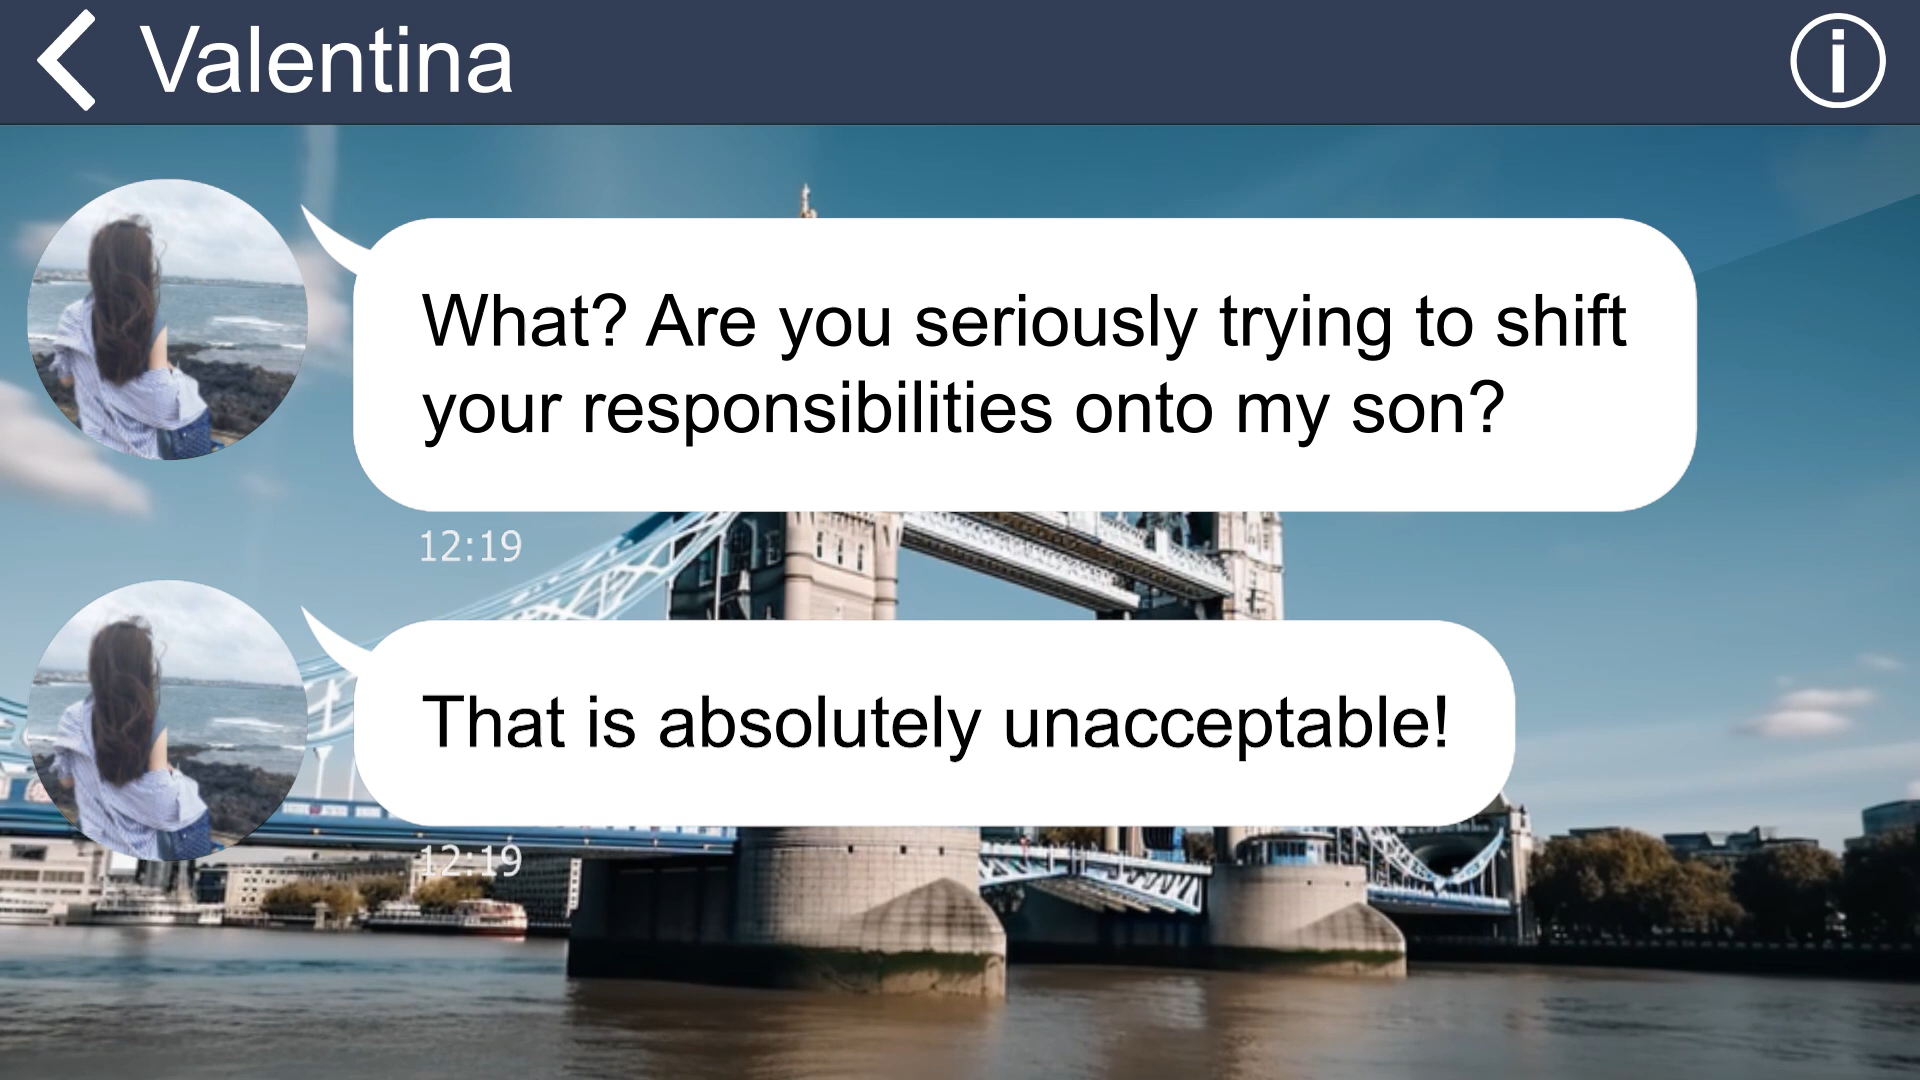 Valentina
What? Are you seriously trying to shift
your responsibilities onto my son?
12:19
That is absolutely unacceptable!
12:19